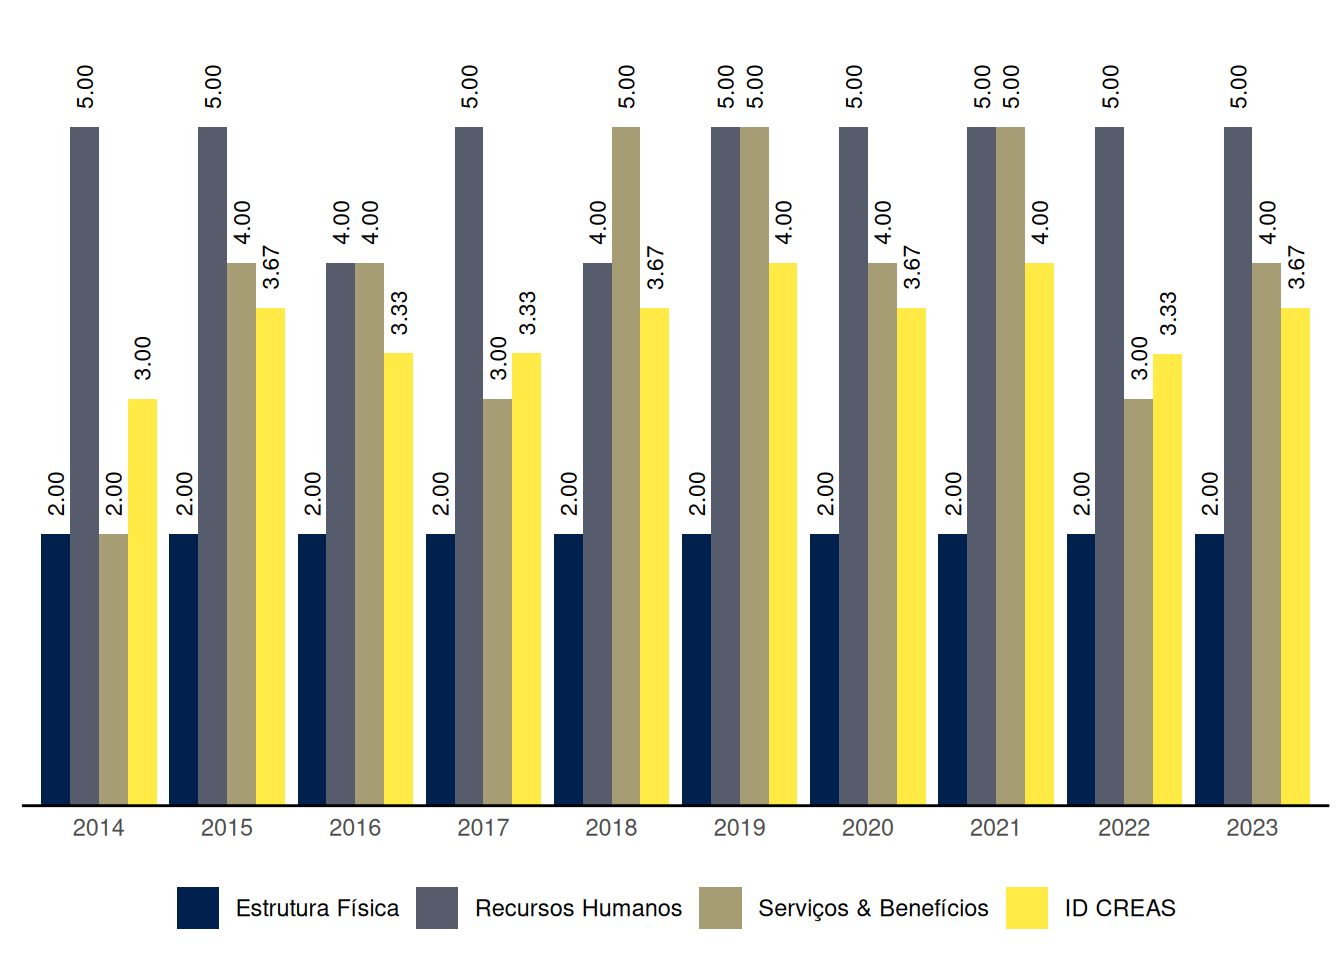 5.00 5.00 5.00 5.00 5.00 5.00 5.00 5.00 5.00 5.00 5.00
4.00 4.00 4.00 4.00 4.00 4.00 4.00 4.00
3.67 3.67 3.67 3.67
3.33 3.33 3.33
3.00 3.00 3.00
2.00 2.00 2.00 2.00 2.00 2.00 2.00 2.00 2.00 2.00 2.00
2014 2015 2016 2017 2018 2019 2020 2021 2022 2023
Estrutura Física Recursos Humanos Serviços & Benefícios ID CREAS